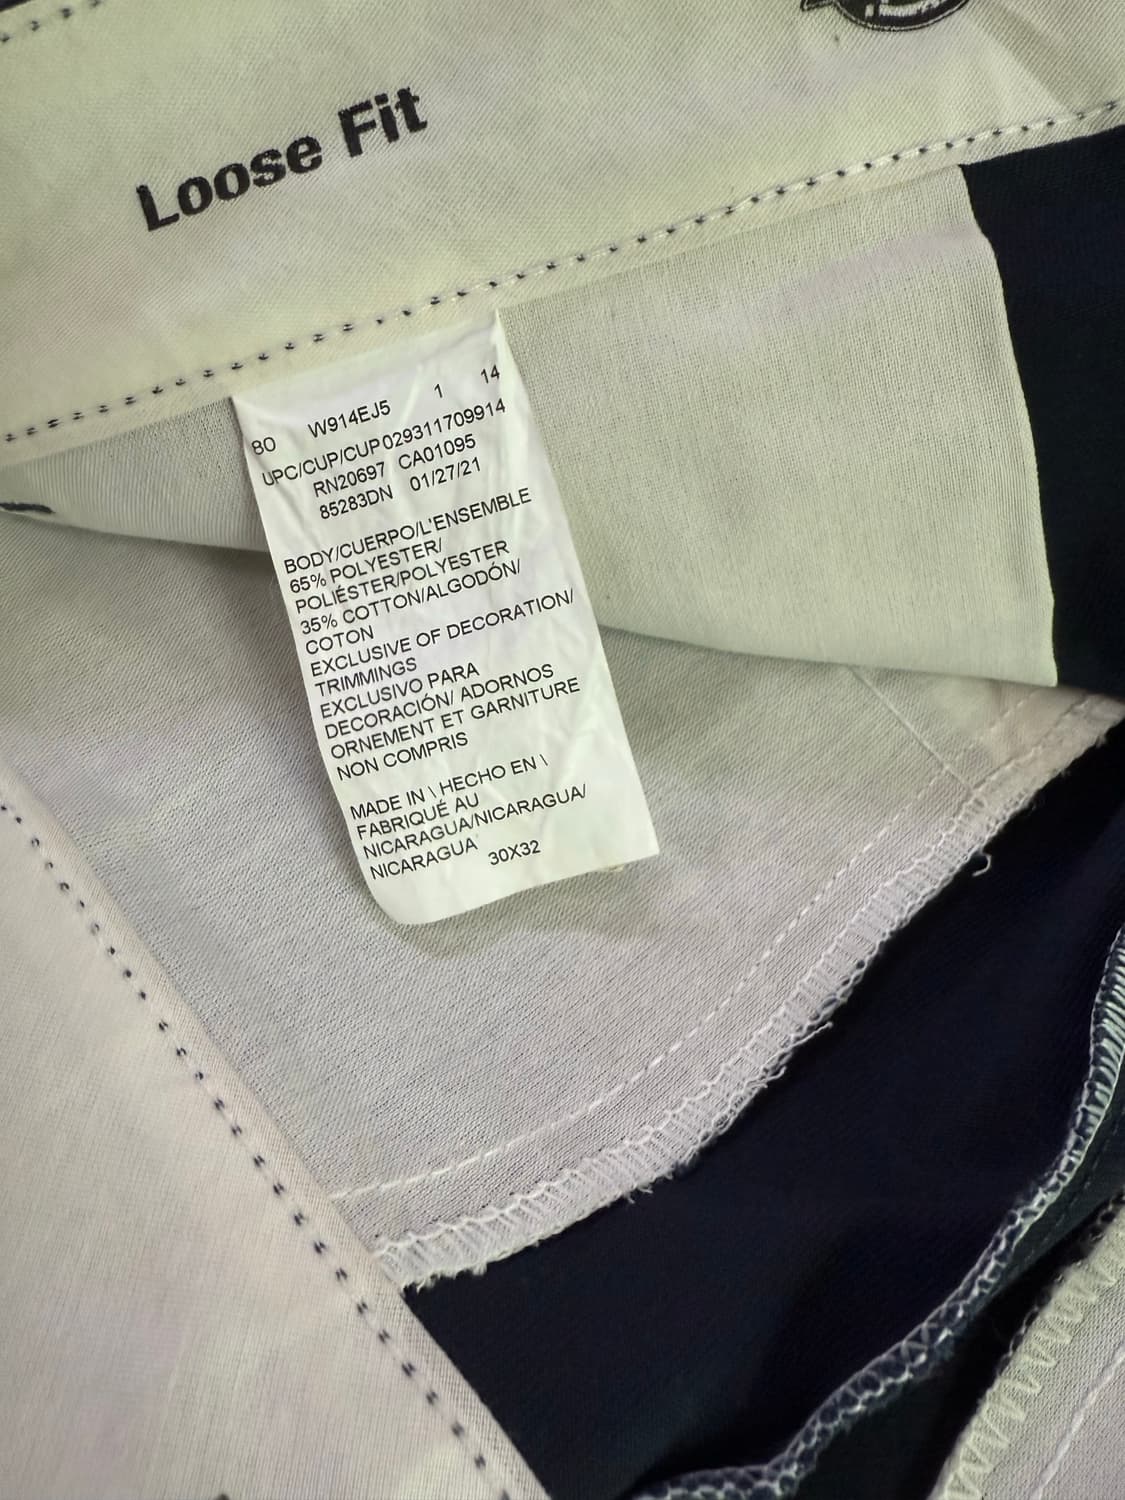 Loose Fit
BO W914EJ5 1 14
UPC/CUP/CUP029311709914
RN20697 CA01095
85283DN 01/27/21
BODY/CUERPO/L'ENSEMBLE
65% POLYESTER/
POLIÉSTER/POLYESTER
35% COTTON/ALGODÓN/
COTON
EXCLUSIVE OF DECORATION/
TRIMMINGS
EXCLUSIVO PARA
DECORACIÓN/ ADORNOS
ORNEMENT ET GARNITURE
NON COMPRIS
MADE IN \ HECHO EN \
FABRIQUÉ AU
NICARAGUA/NICARAGUA/
NICARAGUA
30X32